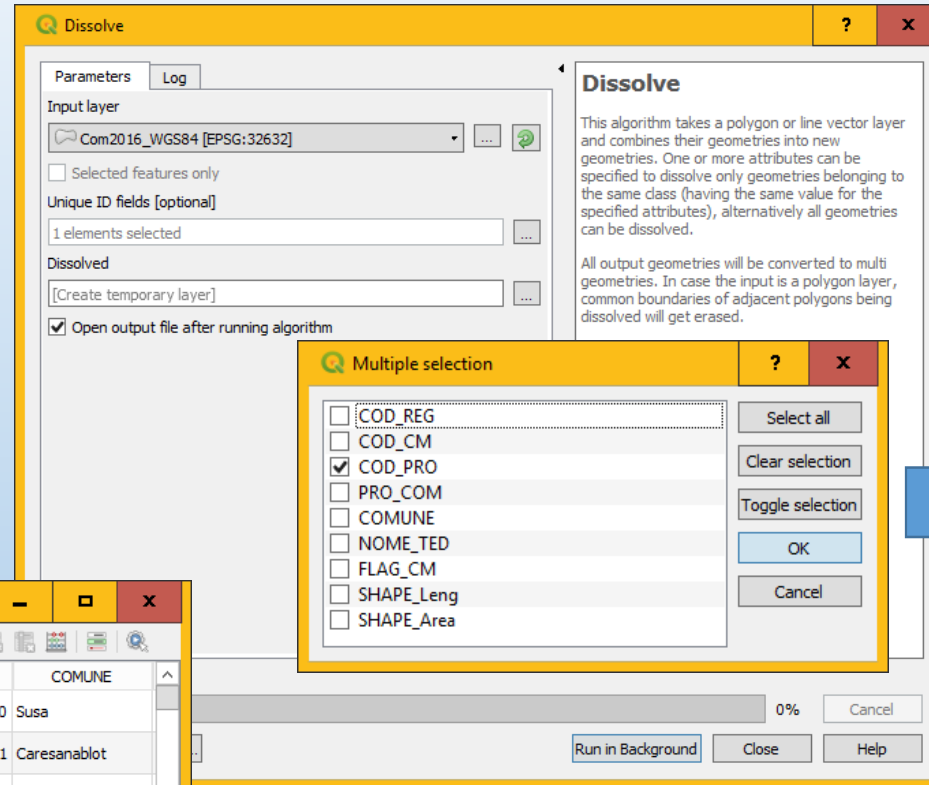 Dissolve
?
x
Parameters
Log
Input layer
Com2016_WGS84 [EPSG:32632]
...
Selected features only
Unique ID fields [optional]
1 elements selected
...
Dissolved
[Create temporary layer]
...
Open output file after running algorithm
Dissolve
This algorithm takes a polygon or line vector layer
and combines their geometries into new
geometries. One or more attributes can be
specified to dissolve only geometries belonging to
the same class (having the same value for the
specified attributes), alternatively all geometries
can be dissolved.
All output geometries will be converted to multi
geometries. In case the input is a polygon layer,
common boundaries of adjacent polygons being
dissolved will get erased.
Multiple selection
?
x
COD_REG
COD_CM
COD_PRO
PRO_COM
COMUNE
NOME_TED
FLAG_CM
SHAPE_Leng
SHAPE_Area
Select all
Clear selection
Toggle selection
OK
Cancel
x
COMUNE
0 Susa
1 Caresanablot
0%
Cancel
Run in Background
Close
Help